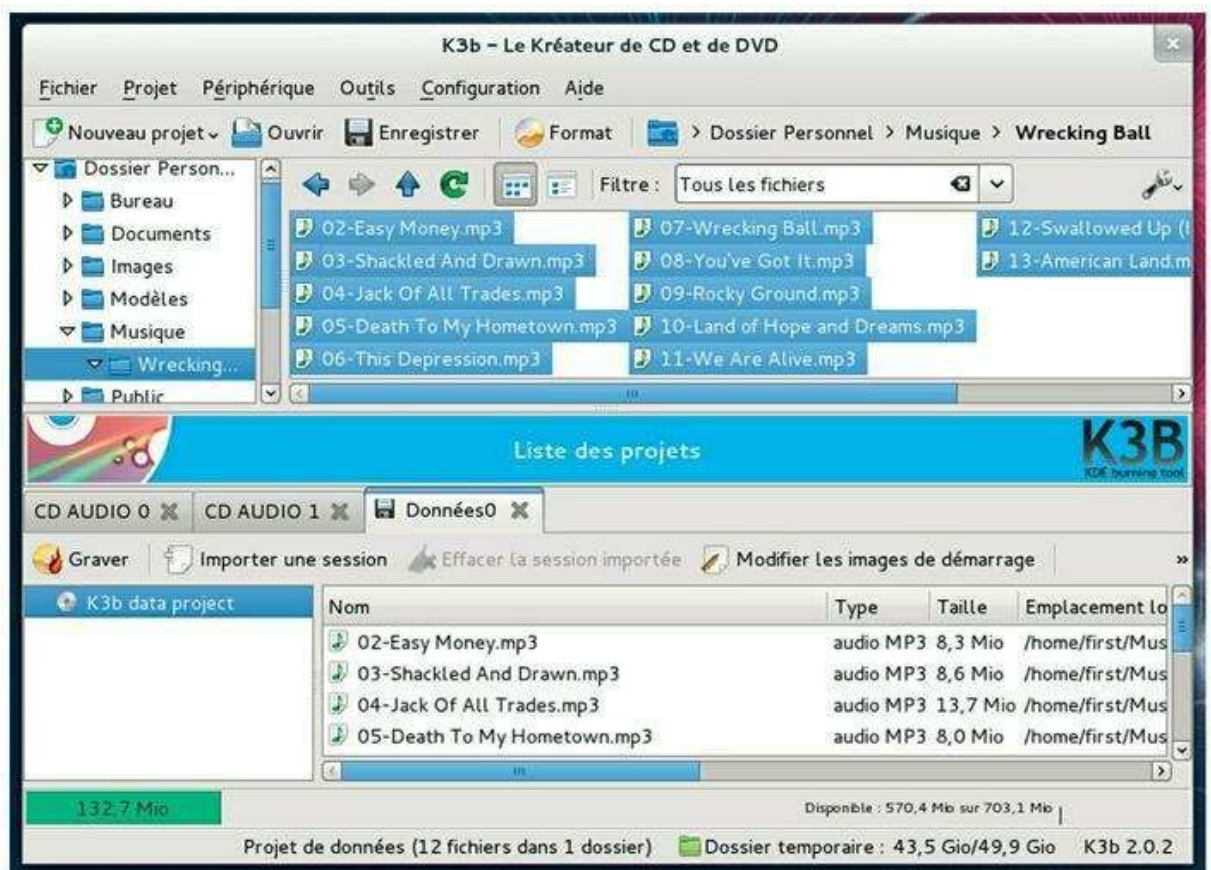 K3b – Le Kréateur de CD et de DVD
Fichier Projet Périphérique Outils Configuration Aide
Nouveau projet Ouvrir Enregistrer Format > Dossier Personnel > Musique > Wrecking Ball
Dossier Person...
Bureau
Documents
Images
Modèles
Musique
Wrecking...
Public
Filtre : Tous les fichiers
02-Easy Money.mp3
03-Shackled And Drawn.mp3
04-Jack Of All Trades.mp3
05-Death To My Hometown.mp3
06-This Depression.mp3
07-Wrecking Ball.mp3
08-You've Got It.mp3
09-Rocky Ground.mp3
10-Land of Hope and Dreams.mp3
11-We Are Alive.mp3
12-Swallowed Up (
13-American Land.m
Liste des projets
K3B
KDE burning tool
CD AUDIO 0 CD AUDIO 1 Données0
Graver Importer une session Effacer la session importée Modifier les images de démarrage »
K3b data project
Nom Type Taille Emplacement lo
02-Easy Money.mp3 audio MP3 8,3 Mio /home/first/Mus
03-Shackled And Drawn.mp3 audio MP3 8,6 Mio /home/first/Mus
04-Jack Of All Trades.mp3 audio MP3 13,7 Mio /home/first/Mus
05-Death To My Hometown.mp3 audio MP3 8,0 Mio /home/first/Mus
132,7 Mio
Disponible : 570,4 Mio sur 703,1 Mio
Projet de données (12 fichiers dans 1 dossier) Dossier temporaire : 43,5 Gio/49,9 Gio K3b 2.0.2